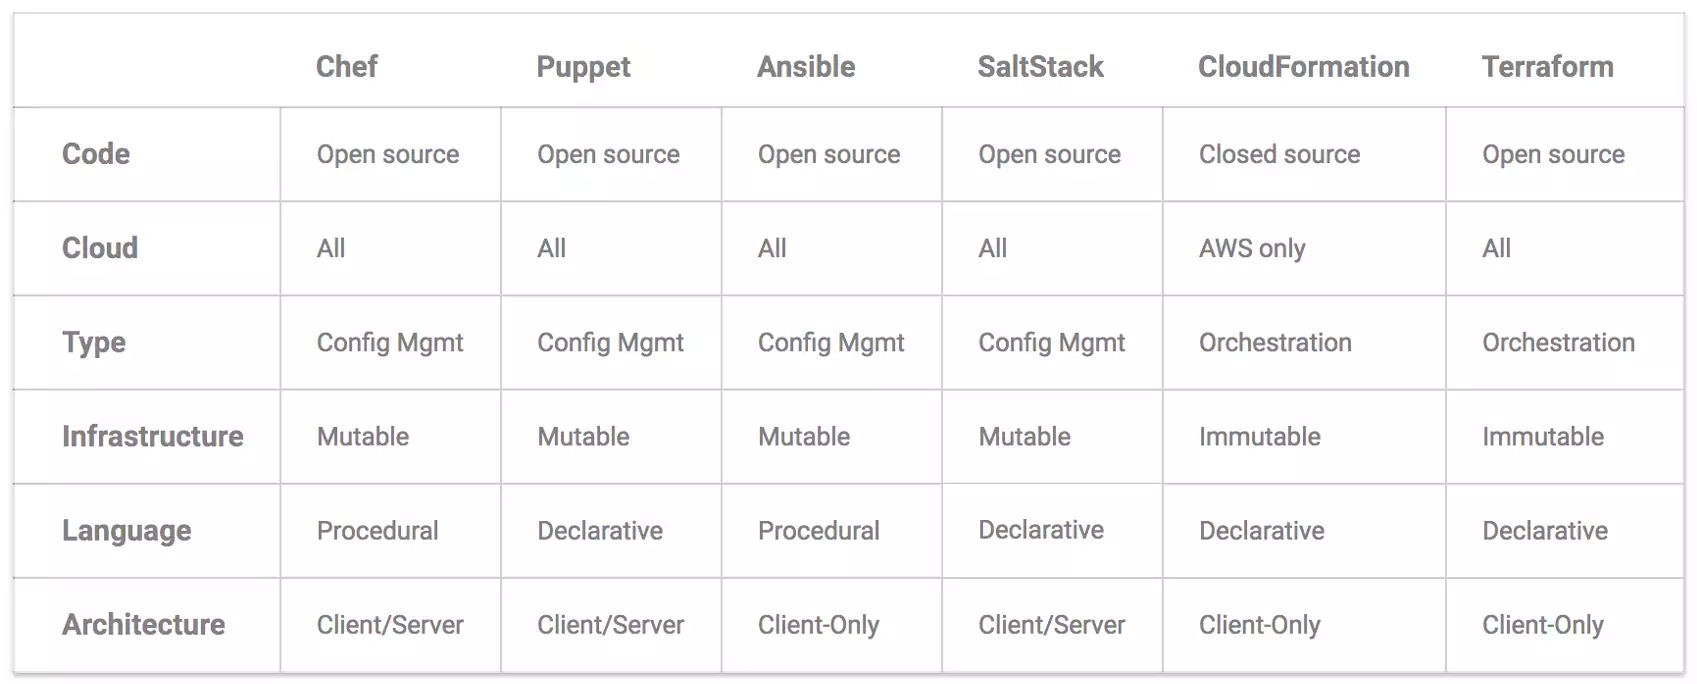 Chef Puppet Ansible SaltStack CloudFormation Terraform
Code Open source Open source Open source Open source Closed source Open source
Cloud All All All All AWS only All
Type Config Mgmt Config Mgmt Config Mgmt Config Mgmt Orchestration Orchestration
Infrastructure Mutable Mutable Mutable Mutable Immutable Immutable
Language Procedural Declarative Procedural Declarative Declarative Declarative
Architecture Client/Server Client/Server Client-Only Client/Server Client-Only Client-Only